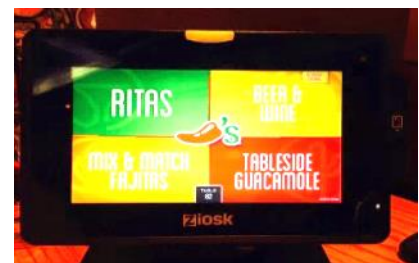 RITAS
BEER &
WINE
's
MIX & MATCH
FAJITAS
TABLESIDE
GUACAMOLE
TABLE
Ziosk